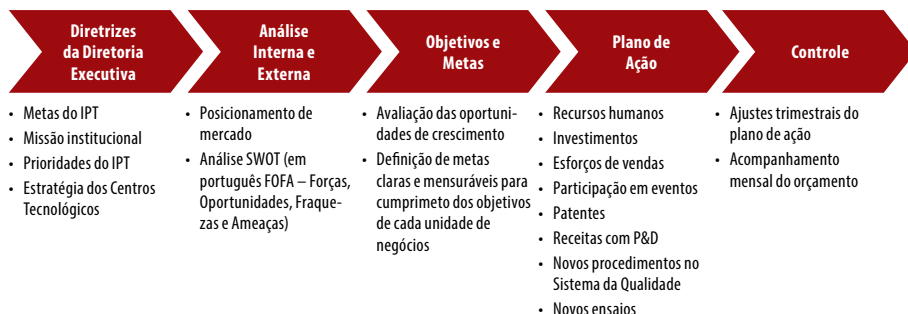 Diretrizes
da Diretoria
Executiva
Análise
Interna e
Externa
Objetivos e
Metas
Plano de
Ação
Controle
• Metas do IPT
• Missão institucional
• Prioridades do IPT
• Estratégia dos Centros
Tecnológicos
• Posicionamento de
mercado
• Análise SWOT (em
português FOFA – Forças,
Oportunidades, Fraque-
zas e Ameaças)
• Avaliação das oportuni-
dades de crescimento
• Definição de metas
claras e mensuráveis para
cumprimeto dos objetivos
de cada unidade de
negócios
• Recursos humanos
• Investimentos
• Esforços de vendas
• Participação em eventos
• Patentes
• Receitas com P&D
• Novos procedimentos no
Sistema da Qualidade
• Novos ensaios
• Ajustes trimestrais do
plano de ação
• Acompanhamento
mensal do orçamento